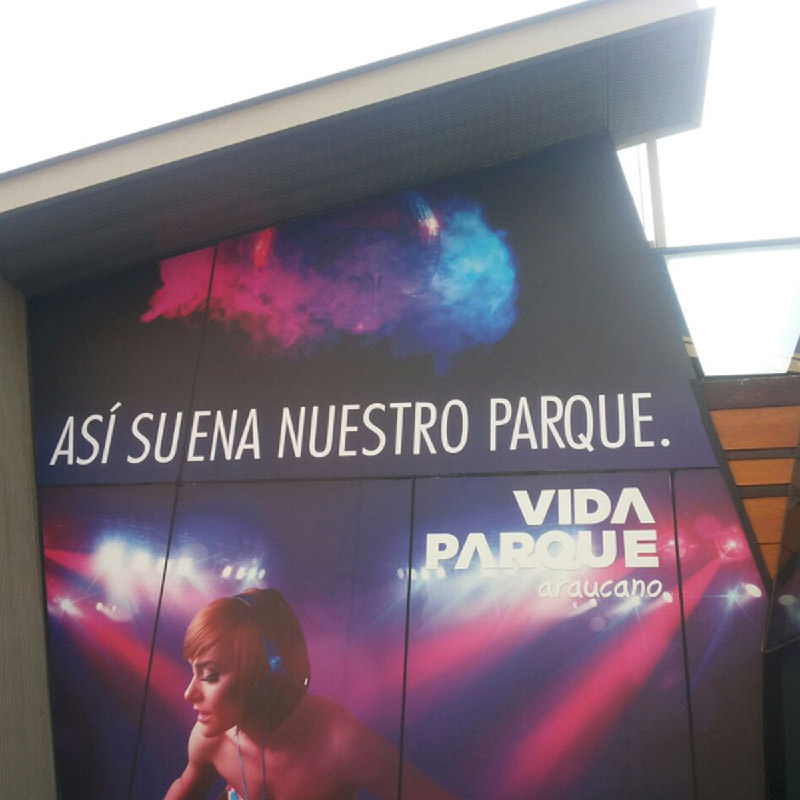 ASÍ SUENA NUESTRO PARQUE.
VIDA
PARQUE
araucano